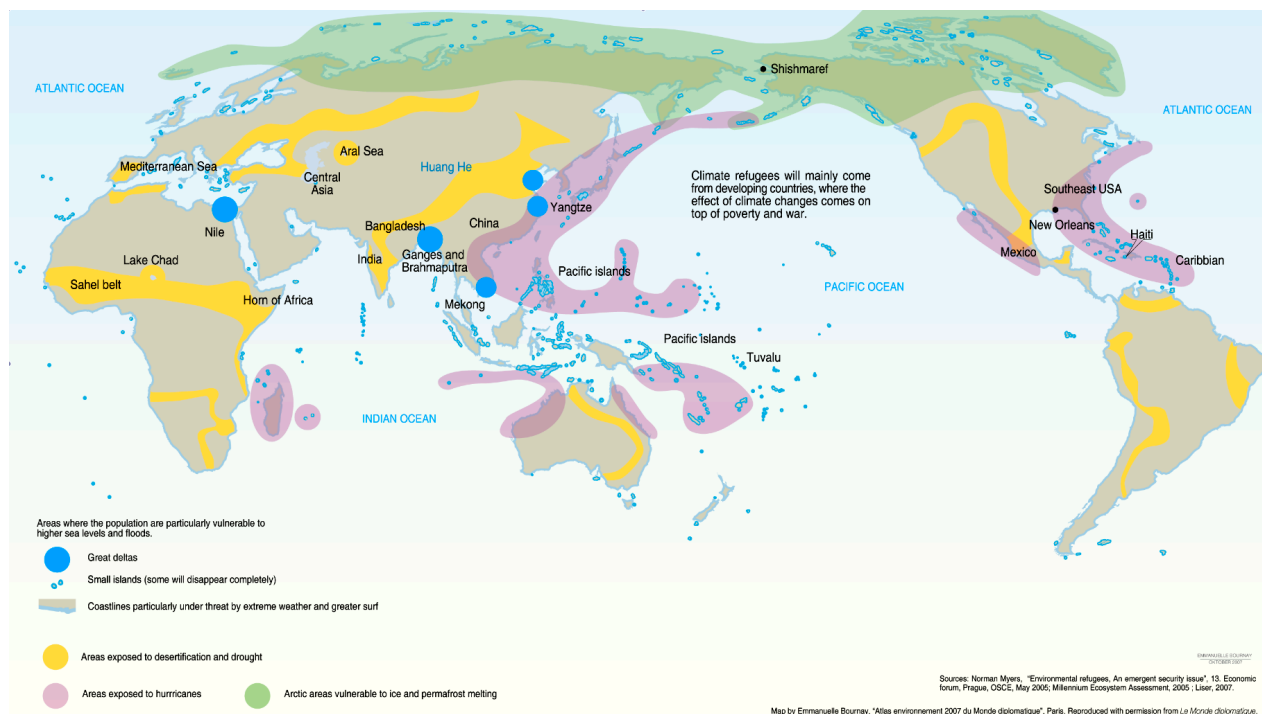 Shishmaref
ATLANTIC OCEAN
ATLANTIC OCEAN
Aral Sea
Mediterranean Sea
Huang He
Central
Asia
Climate refugees will mainly come
from developing countries, where the
effect of climate changes comes on
top of poverty and war.
Southeast USA
Yangtze
Nile
Bangladesh
China
New Orleans
Haiti
Lake Chad
India
Ganges and
Brahmaputra
Mexico
Caribbian
Pacific islands
Sahel belt
PACIFIC OCEAN
Horn of Africa
Mekong
Pacific Islands
Tuvalu
INDIAN OCEAN
Areas where the population are particularly vulnerable to
higher sea levels and floods.
Great deltas
Small islands (some will disappear completely)
Coastlines particularly under threat by extreme weather and greater surf
Areas exposed to desertification and drought
Areas exposed to hurrricanes
Arctic areas vulnerable to ice and permafrost melting
EMMANUELLE BOURNAY
OCTOBER 2007
Sources: Norman Myers, "Environmental refugees, An emergent security issue", 13. Economic
forum, Prague, OSCE, May 2005; Millennium Ecosystem Assessment, 2005 ; Liser, 2007.
Map by Emmanuelle Bournay, "Atlas environnement 2007 du Monde diplomatique", Paris. Reproduced with permission from Le Monde diplomatique.